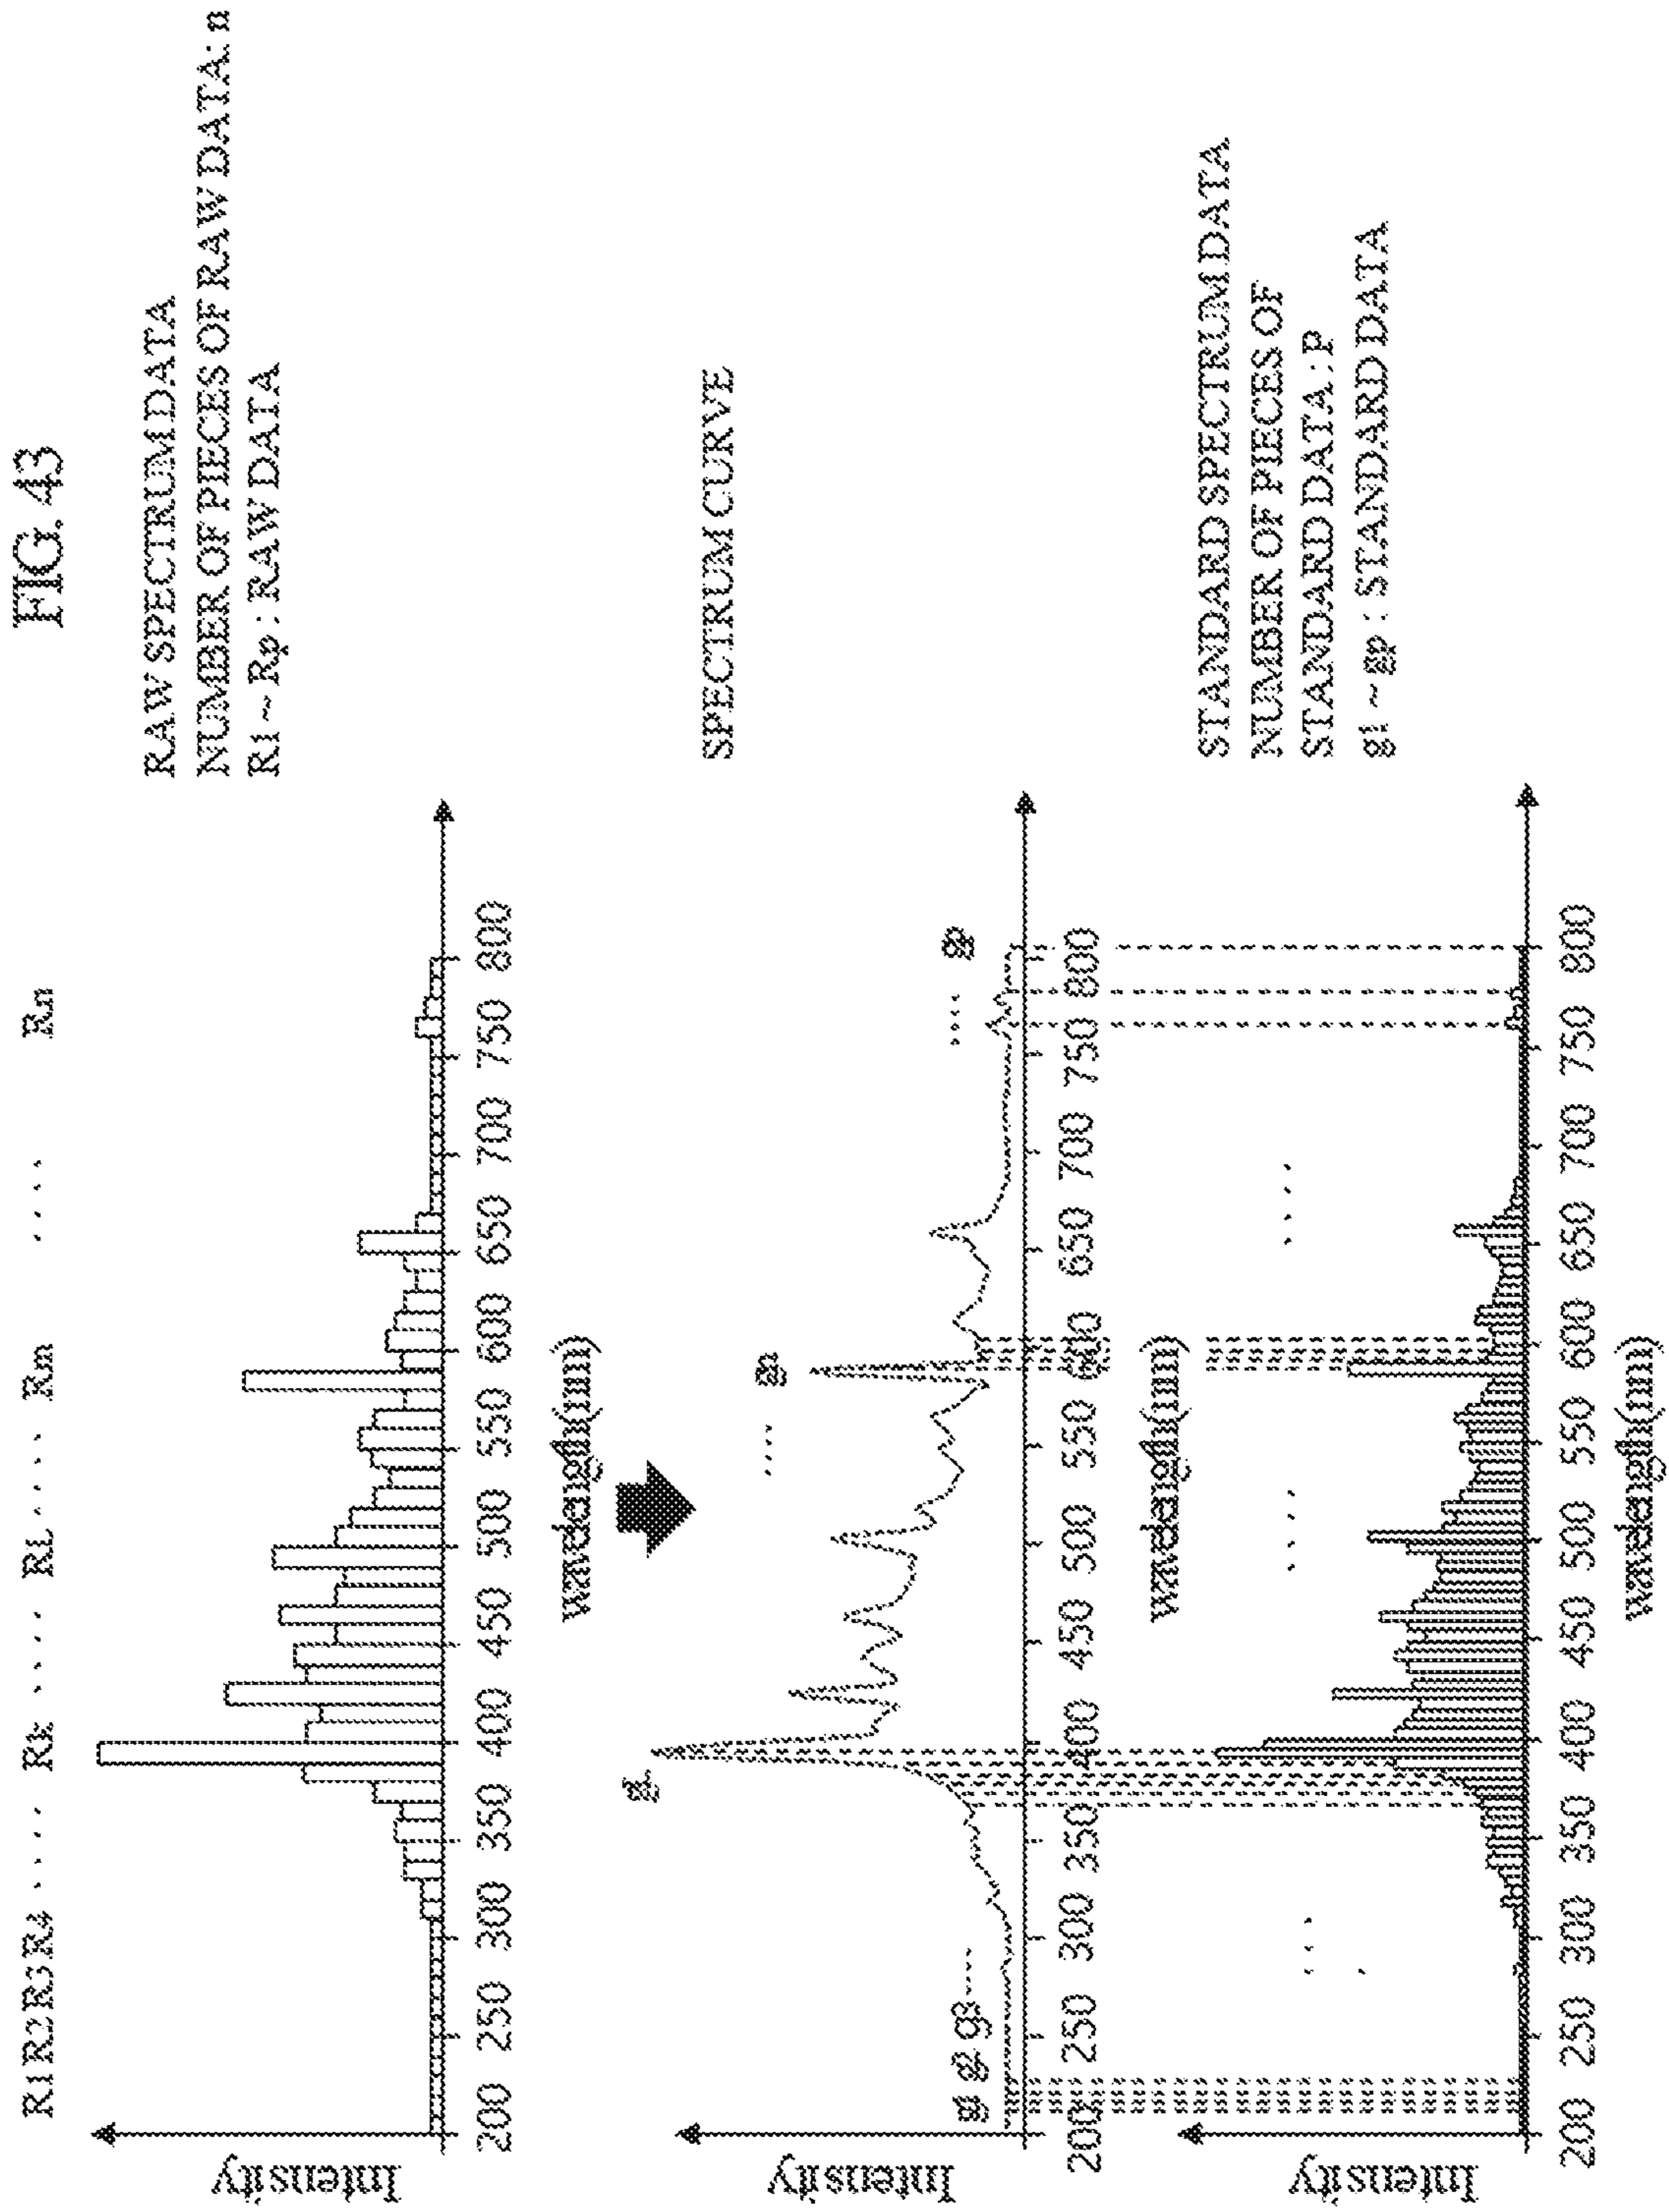 FIG. 43
R1 R2 R3 R4 ····· Rk ···· RL ···· Rm ···· Rn
RAW SPECTRUM DATA
NUMBER OF PIECES OF RAW DATA: n
R1 ~ Rp : RAW DATA
Intensity
200 250 300 350 400 450 500 550 600 650 700 750 800
wavelength(nm)
SPECTRUM CURVE
g1 g2 g3 ·····
····
····
gp
Intensity
200 250 300 350 400 450 500 550 600 650 700 750 800
wavelength(nm)
STANDARD SPECTRUM DATA
NUMBER OF PIECES OF
STANDARD DATA : P
g1 ~ gp : STANDARD DATA
Intensity
200 250 300 350 400 450 500 550 600 650 700 750 800
wavelength(nm)